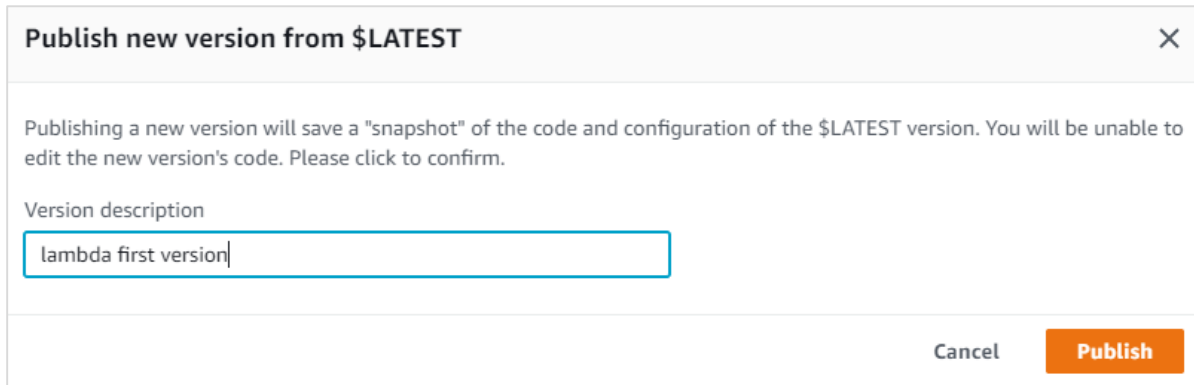 Publish new version from $LATEST
Publishing a new version will save a "snapshot" of the code and configuration of the $LATEST version. You will be unable to
edit the new version's code. Please click to confirm.
Version description
lambda first version
Cancel
Publish